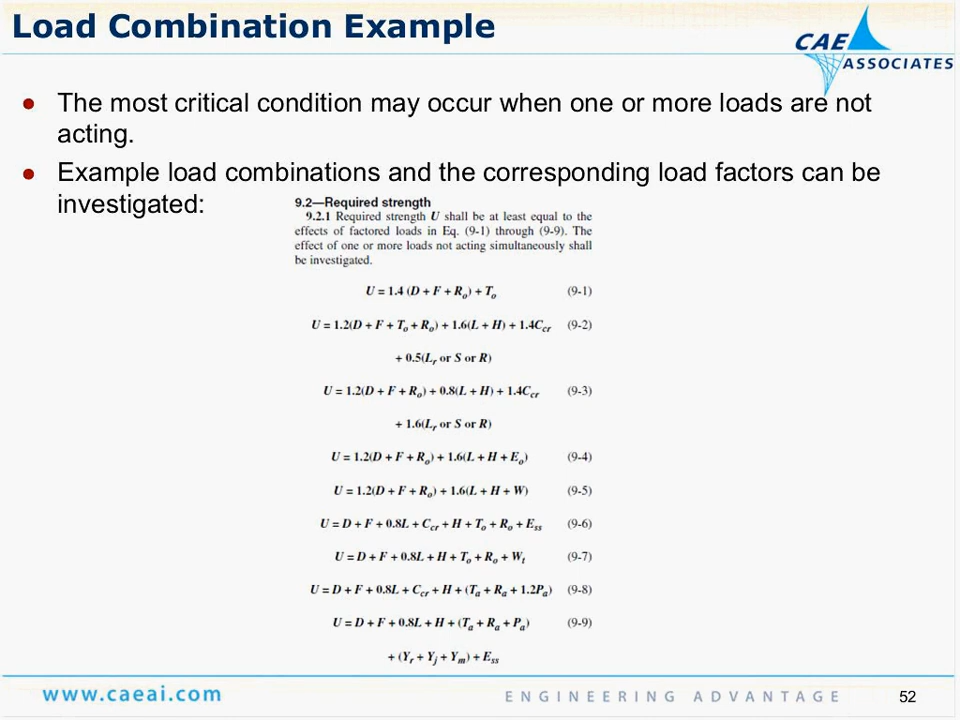 Load Combination Example
CAE
ASSOCIATES
● The most critical condition may occur when one or more loads are not
acting.
● Example load combinations and the corresponding load factors can be
investigated:
9.2—Required strength
9.2.1 Required strength U shall be at least equal to the
effects of factored loads in Eq. (9-1) through (9-9). The
effect of one or more loads not acting simultaneously shall
be investigated.
U = 1.4 (D + F + Ro) + To (9-1)
U = 1.2(D + F + To + Ro) + 1.6(L + H) + 1.4Ccr (9-2)
+ 0.5(Lr or S or R)
U = 1.2(D + F + Ro) + 0.8(L + H) + 1.4Ccr (9-3)
+ 1.6(Lr or S or R)
U = 1.2(D + F + Ro) + 1.6(L + H + Eo) (9-4)
U = 1.2(D + F + Ro) + 1.6(L + H + W) (9-5)
U = D + F + 0.8L + Ccr + H + To + Ro + Ess (9-6)
U = D + F + 0.8L + H + To + Ro + Wt (9-7)
U = D + F + 0.8L + Ccr + H + (Ta + Ra + 1.2Pa) (9-8)
U = D + F + 0.8L + H + (Ta + Ra + Pa) (9-9)
+ (Yr + Yj + Ym) + Ess
www.caeai.com
ENGINEERING ADVANTAGE
52